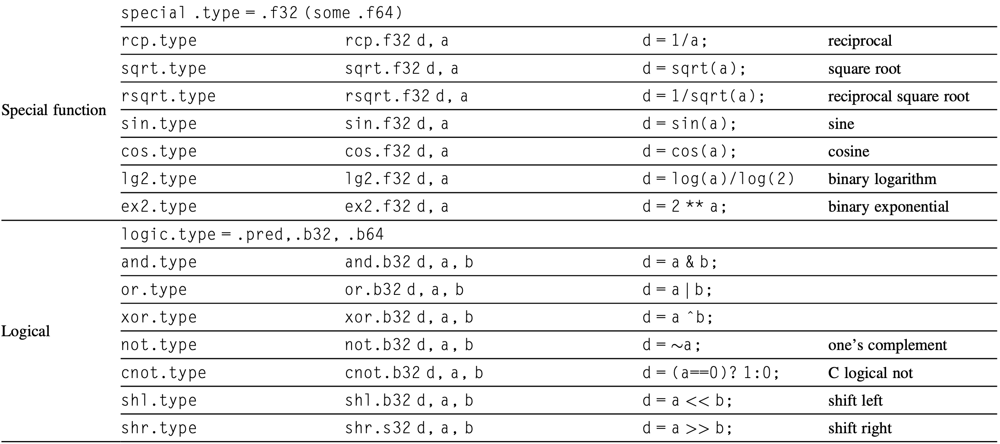 special .type = .f32 (some .f64)
rcp.type rcp.f32 d, a d = 1/a; reciprocal
sqrt.type sqrt.f32 d, a d = sqrt(a); square root
rsqrt.type rsqrt.f32 d, a d = 1/sqrt(a); reciprocal square root
Special function
sin.type sin.f32 d, a d = sin(a); sine
cos.type cos.f32 d, a d = cos(a); cosine
lg2.type lg2.f32 d, a d = log(a)/log(2) binary logarithm
ex2.type ex2.f32 d, a d = 2 ** a; binary exponential
logic.type = .pred,.b32, .b64
and.type and.b32 d, a, b d = a & b;
or.type or.b32 d, a, b d = a | b;
xor.type xor.b32 d, a, b d = a ^b;
Logical
not.type not.b32 d, a, b d = ~a; one’s complement
cnot.type cnot.b32 d, a, b d = (a==0)? 1:0; C logical not
shl.type shl.b32 d, a, b d = a << b; shift left
shr.type shr.s32 d, a, b d = a >> b; shift right